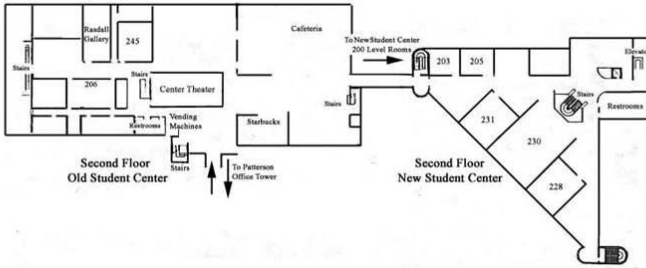 Randall
Gallery
245
Cafeteria
To New Student Center
200 Level Rooms
203
205
Elevator
Stairs
206
Stairs
Center Theater
Stairs
Stairs
Restrooms
Restrooms
Vending
Machines
Starbucks
231
230
228
Second Floor
Old Student Center
Stairs
To Patterson
Office Tower
Second Floor
New Student Center